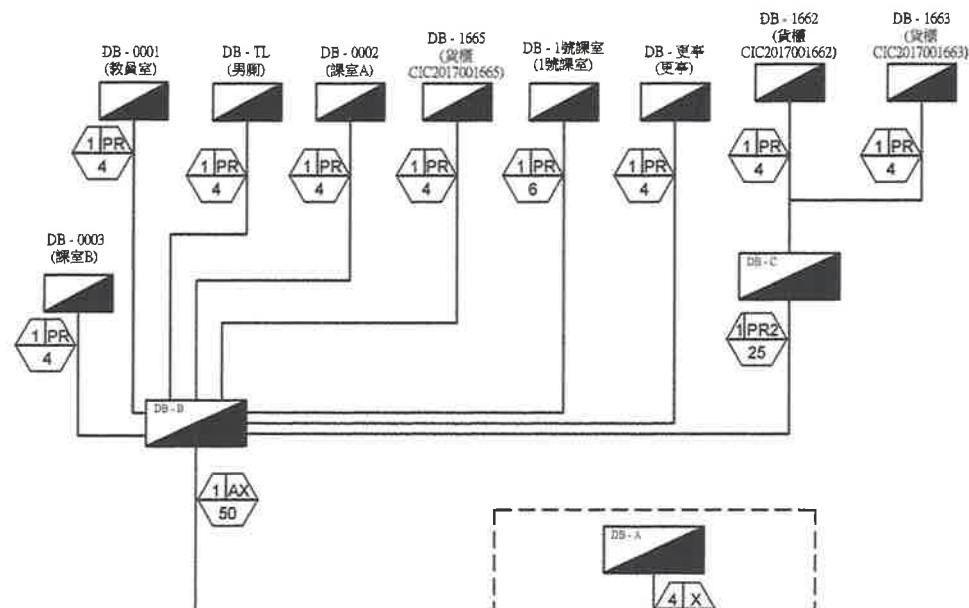 DB - 0001
(教員室)
DB - TL
(男廁)
DB - 0002
(課室A)
DB - 1665
(貨櫃
CIC2017001665)
DB - 1號課室
(1號課室)
DB - 更亭
(更亭)
DB - 1662
(貨櫃
CIC2017001662)
DB - 1663
(貨櫃
CIC2017001663)
1 PR
4
1 PR
4
1 PR
4
1 PR
4
1 PR
6
1 PR
4
1 PR
4
1 PR
4
DB - 0003
(課室B)
DB - C
1 PR
4
1 PR2
25
DB - B
1 AX
50
DB - A
4 X